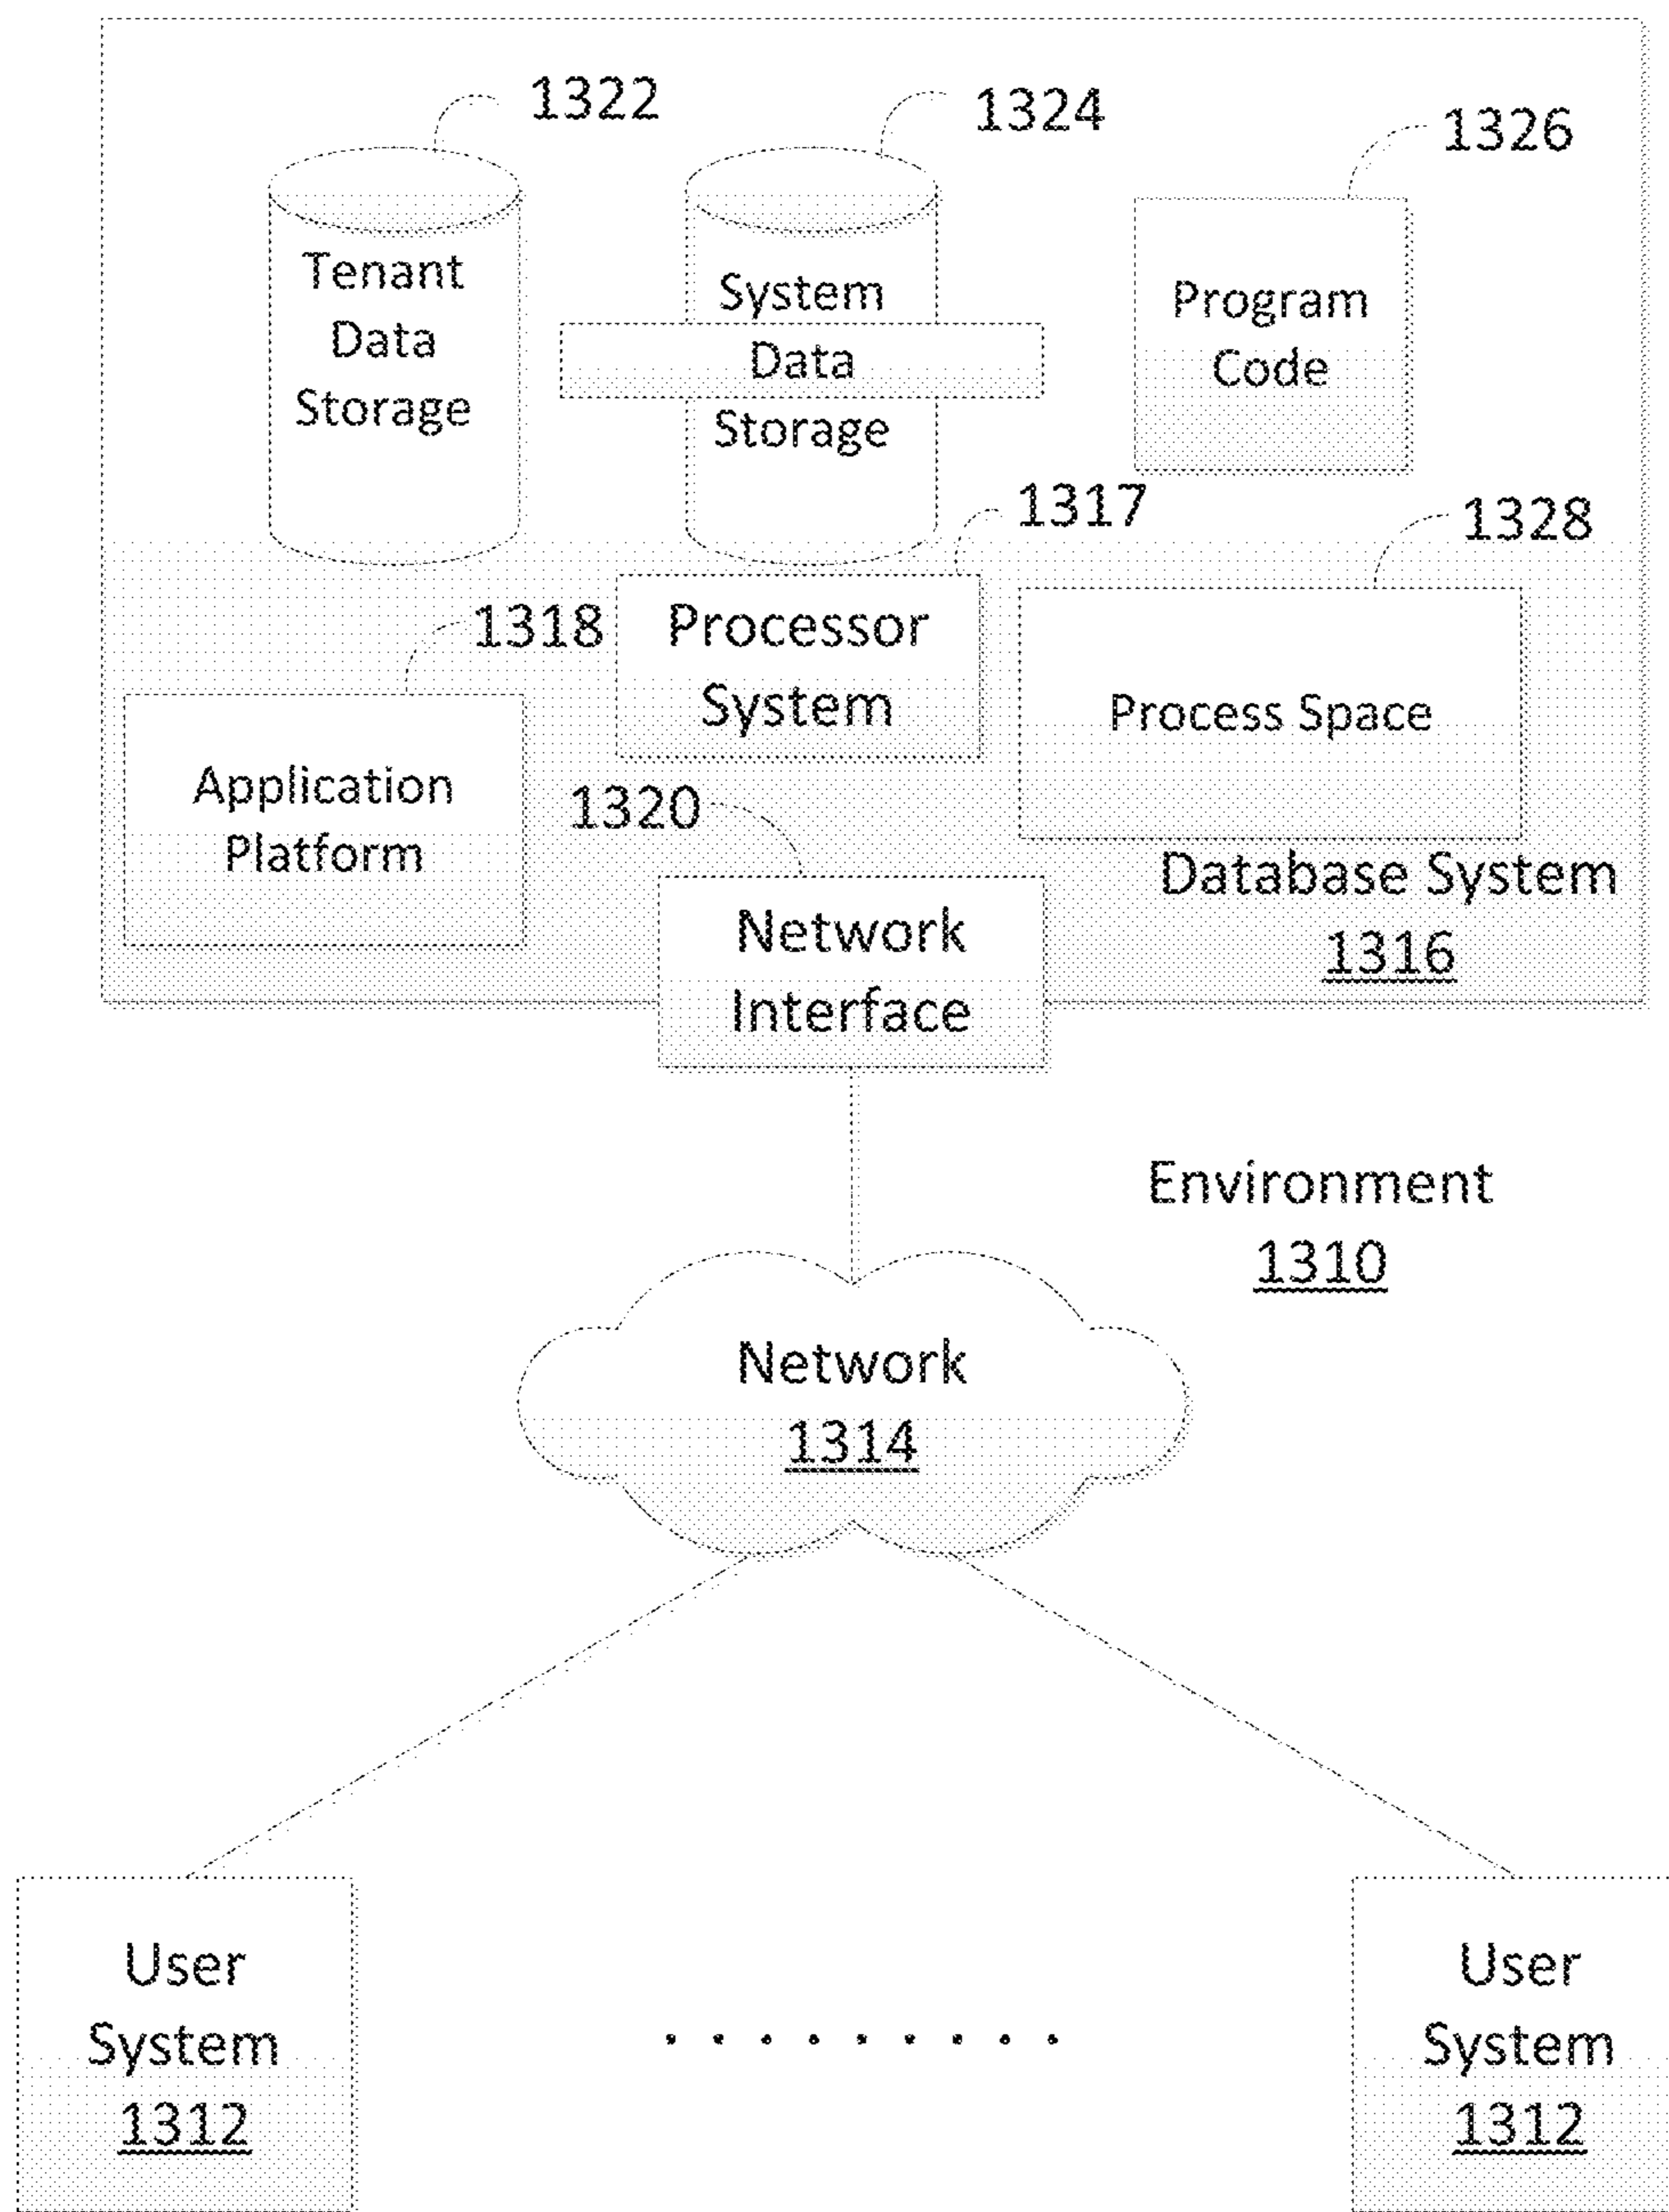 1322
1324
1326
Tenant
Data
Storage
System
Data
Storage
Program
Code
1317
1328
1318
Processor
System
Process Space
Application
Platform
1320
Database System
1316
Network
Interface
Environment
1310
Network
1314
User
System
1312
User
System
1312